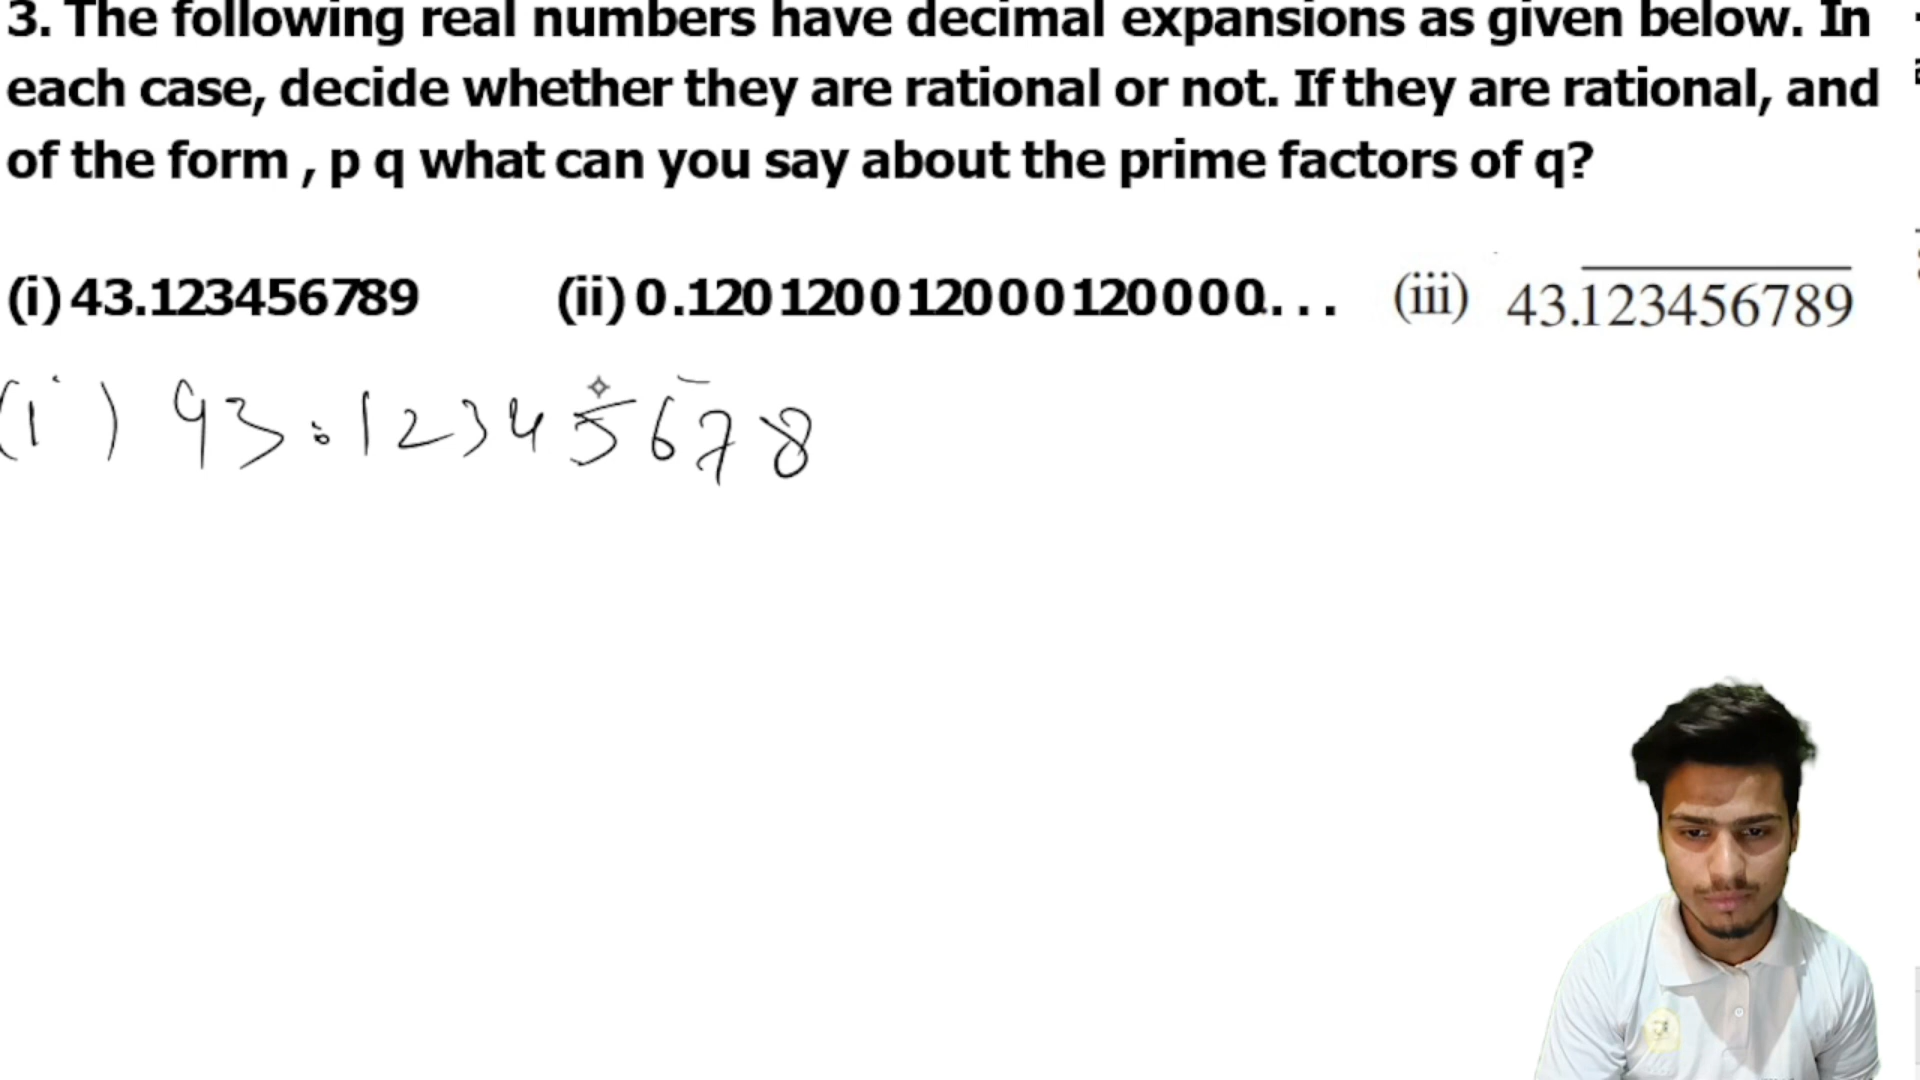 3. The following real numbers have decimal expansions as given below. In
each case, decide whether they are rational or not. If they are rational, and
of the form , p q what can you say about the prime factors of q?
(i) 43.123456789 (ii) 0.120120012000120000... (iii) 43.123456789
(i) 43.12345678